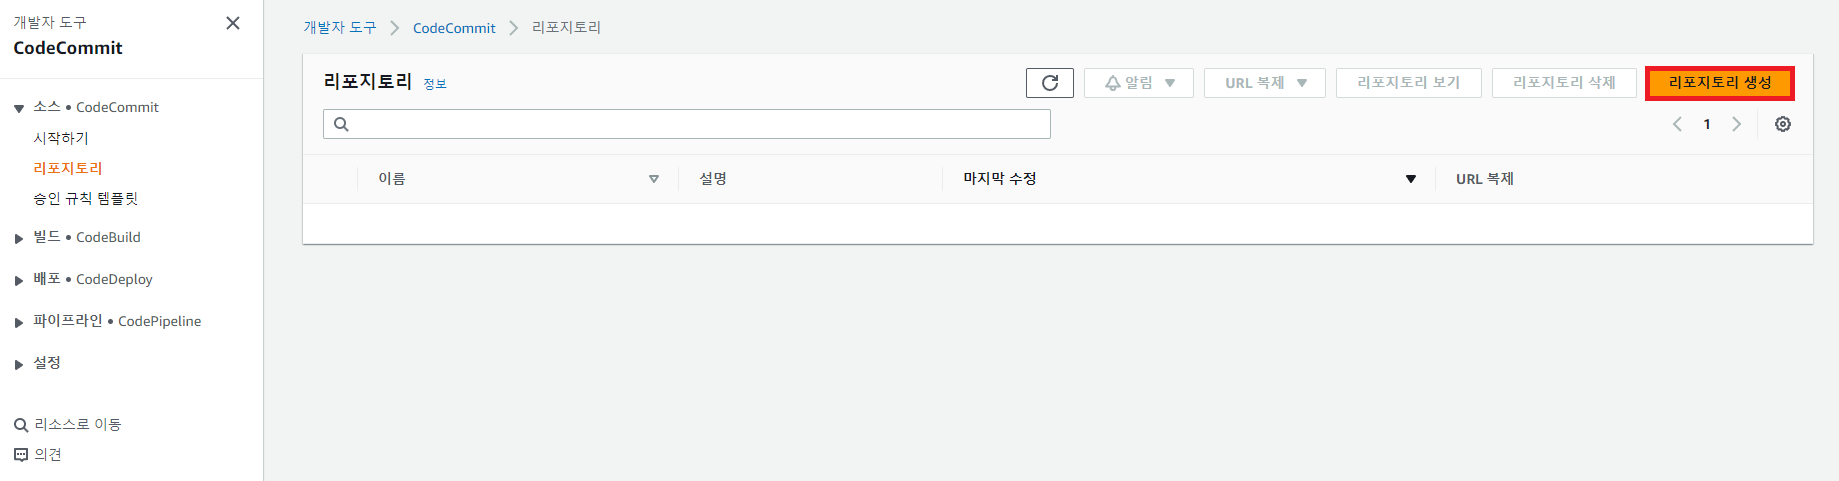 개발자 도구
CodeCommit
소스 • CodeCommit
시작하기
리포지토리
승인 규칙 템플릿
빌드 • CodeBuild
배포 • CodeDeploy
파이프라인 • CodePipeline
설정
리소스로 이동
의견
개발자 도구 > CodeCommit > 리포지토리
리포지토리 정보
알림 URL 복제 리포지토리 보기 리포지토리 삭제 리포지토리 생성
1
이름 설명 마지막 수정 URL 복제